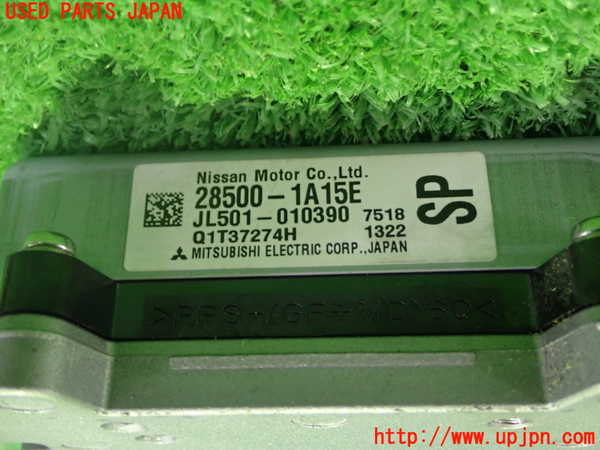 USED PARTS JAPAN
Nissan Motor Co.,Ltd.
28500-1A15E
JL501-010390 7518
Q1T37274H 1322
MITSUBISHI ELECTRIC CORP.,JAPAN
SP
http://www.upjpn.com/